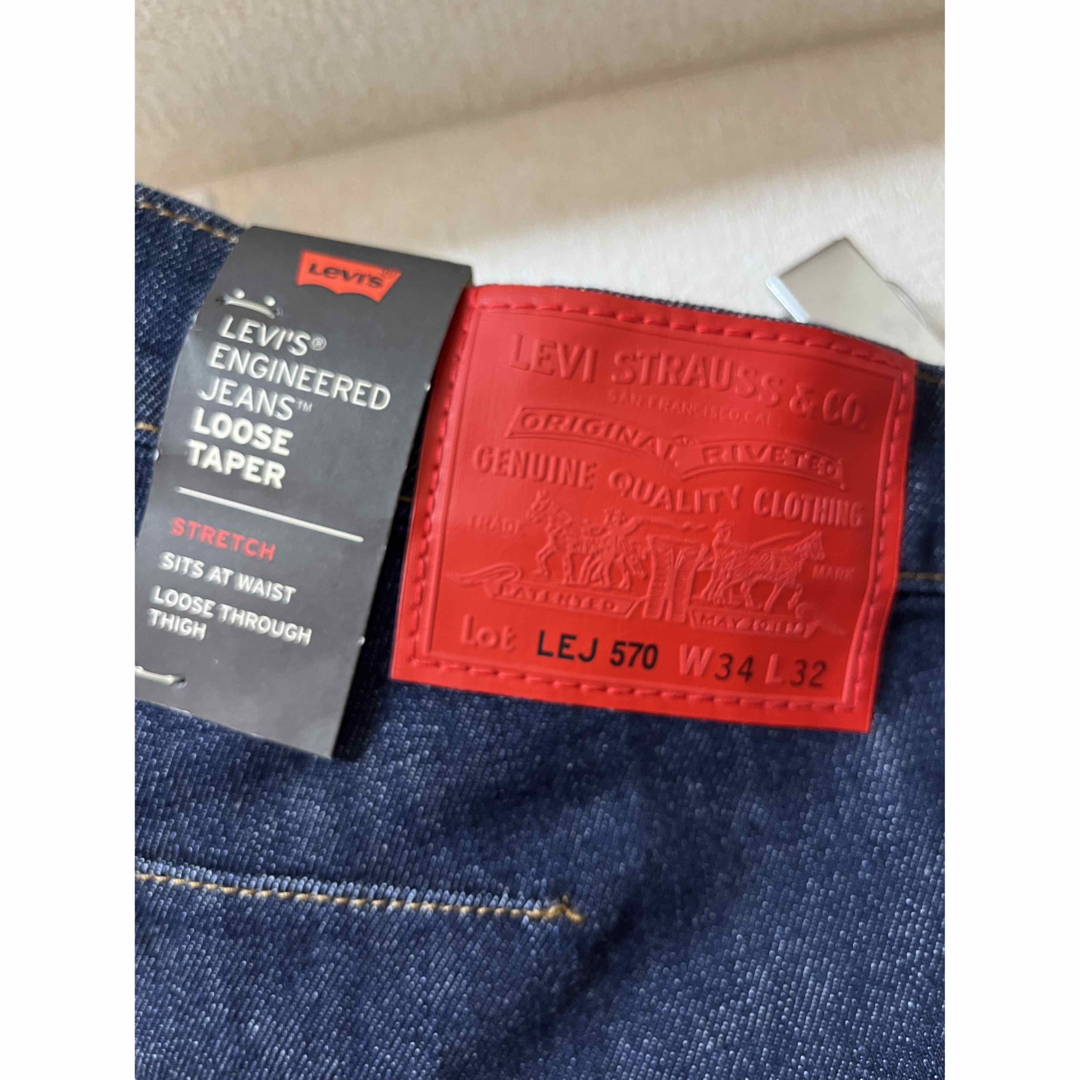 Levi's
LEVI'S®
ENGINEERED
JEANS™
LOOSE
TAPER
STRETCH
SITS AT WAIST
LOOSE THROUGH
THIGH
LEVI STRAUSS & CO.
SAN FRANCISCO, CAL.
ORIGINAL RIVETED
GENUINE QUALITY CLOTHING
TRADE MARK
PATENTED MAY 20 1873
Lot LEJ 570 W34 L32